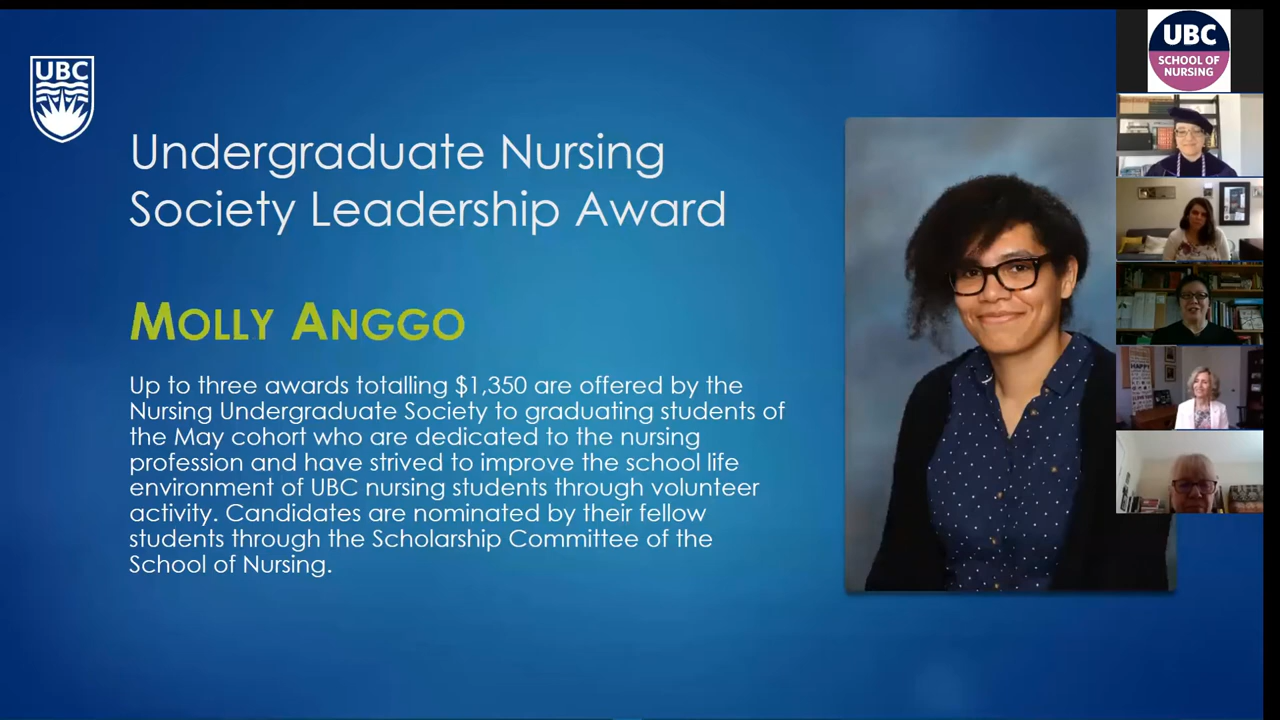 UBC
Undergraduate Nursing
Society Leadership Award
MOLLY ANGGO
Up to three awards totalling $1,350 are offered by the
Nursing Undergraduate Society to graduating students of
the May cohort who are dedicated to the nursing
profession and have strived to improve the school life
environment of UBC nursing students through volunteer
activity. Candidates are nominated by their fellow
students through the Scholarship Committee of the
School of Nursing.
UBC
SCHOOL OF
NURSING
HAPPY